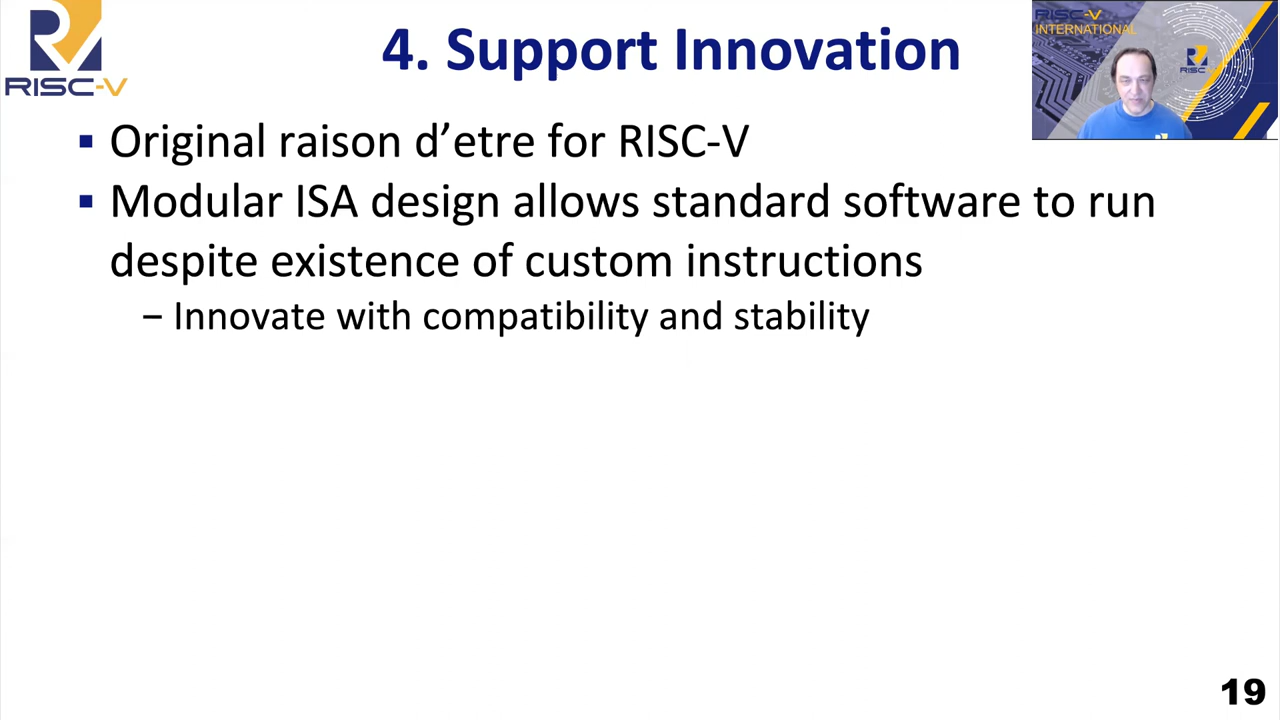 RISC-V
4. Support Innovation
RISC-V
INTERNATIONAL
RISC-V
▪ Original raison d’etre for RISC-V
▪ Modular ISA design allows standard software to run
despite existence of custom instructions
– Innovate with compatibility and stability
19